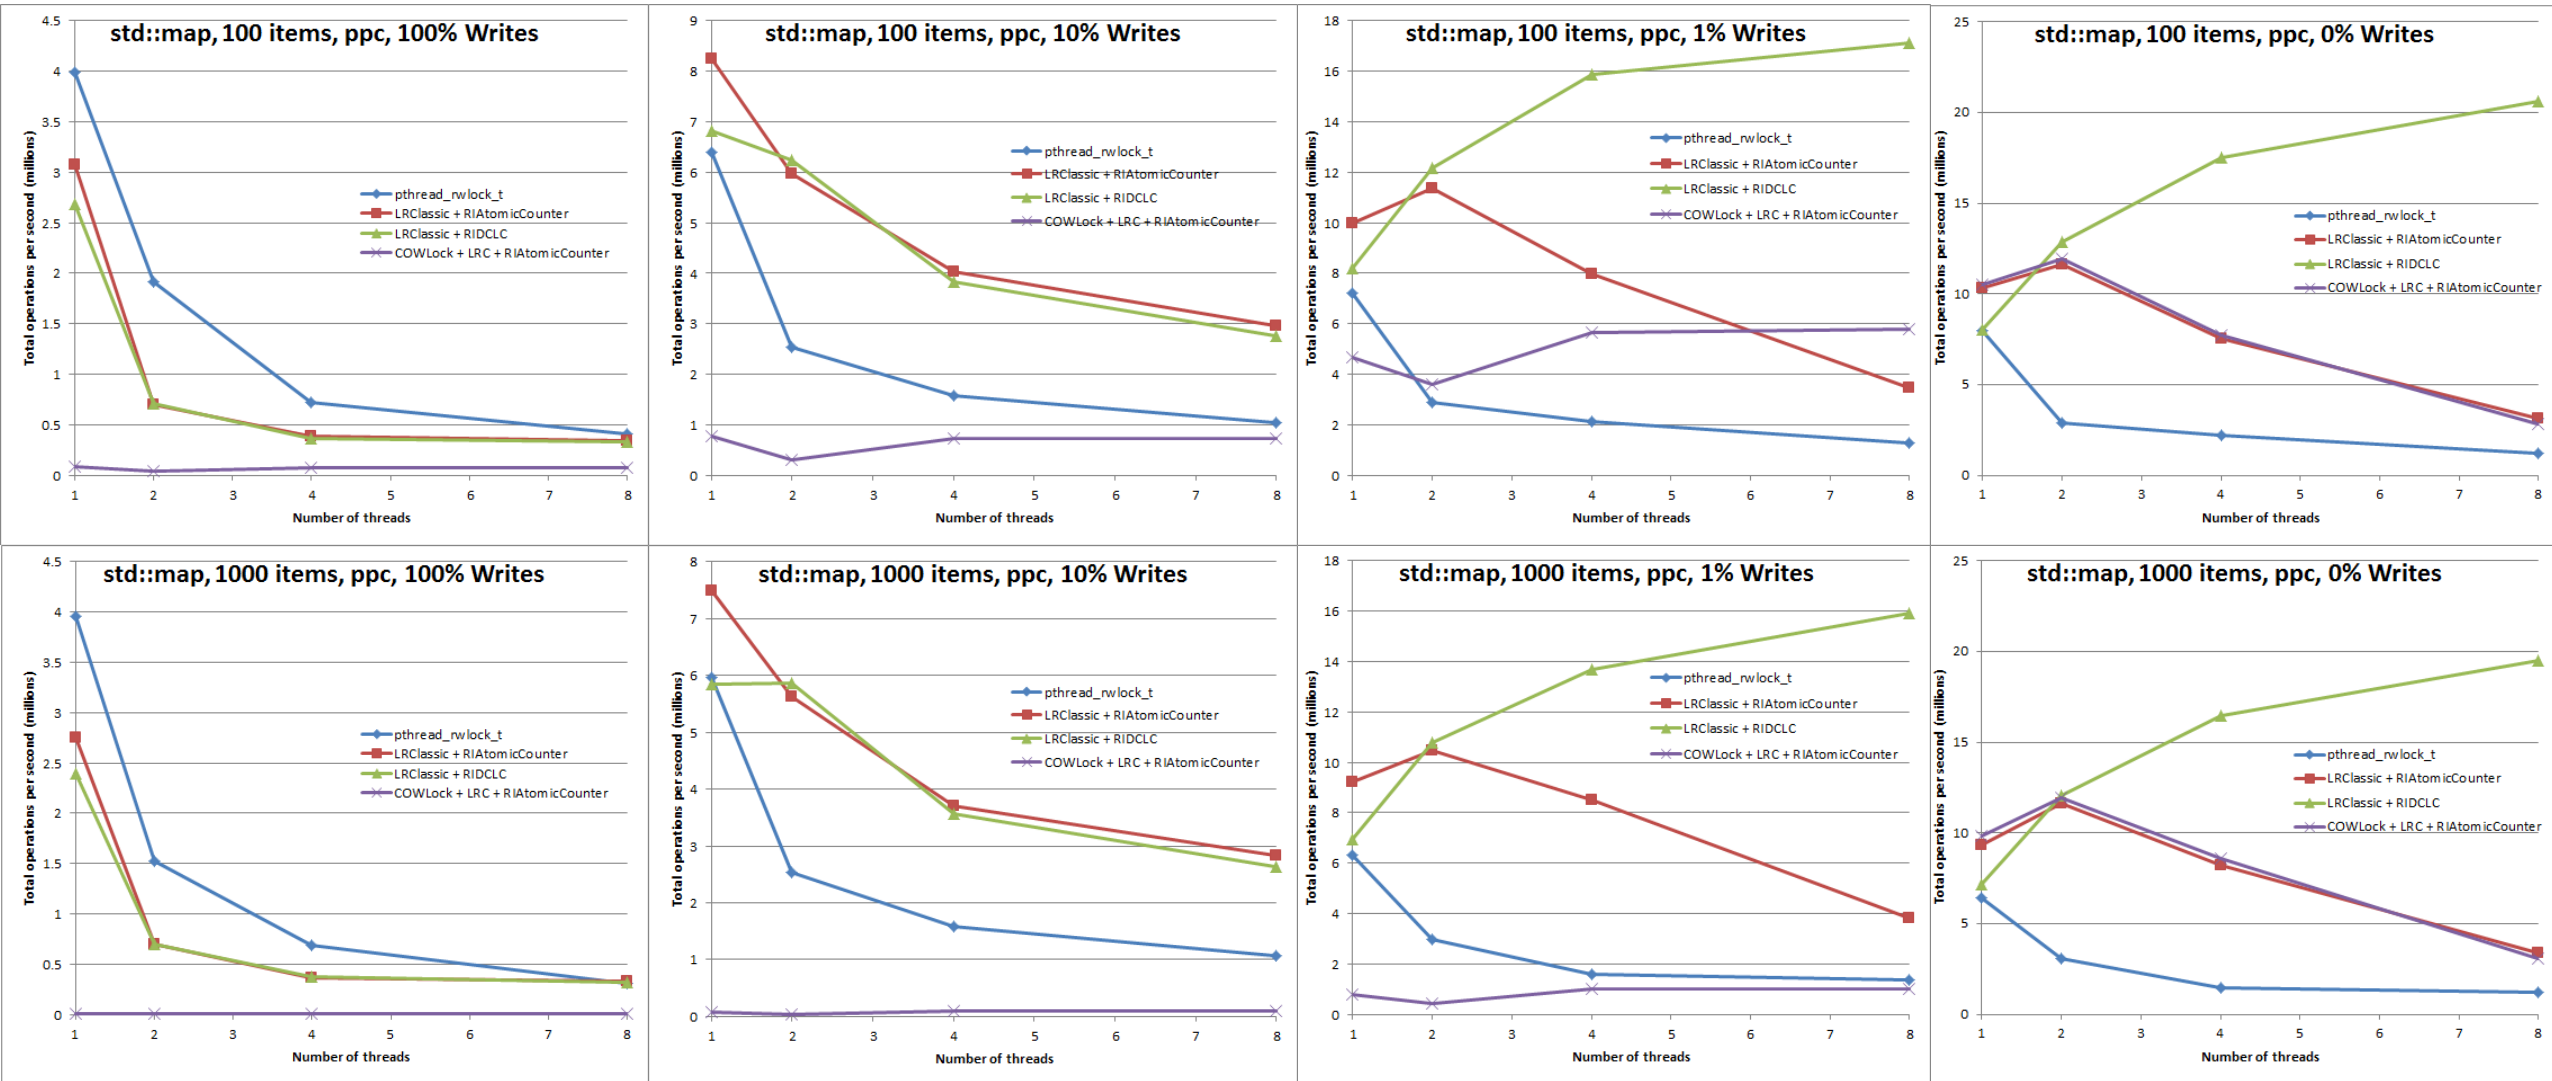 std::map, 100 items, ppc, 100% Writes
Total operations per second (millions)
4.5
4
3.5
3
2.5
2
1.5
1
0.5
0
pthread_rwlock_t
LRClassic + RIAtomicCounter
LRClassic + RIDCLC
COWLock + LRC + RIAtomicCounter
1 2 3 4 5 6 7 8
Number of threads
std::map, 100 items, ppc, 10% Writes
Total operations per second (millions)
9
8
7
6
5
4
3
2
1
0
pthread_rwlock_t
LRClassic + RIAtomicCounter
LRClassic + RIDCLC
COWLock + LRC + RIAtomicCounter
1 2 3 4 5 6 7 8
Number of threads
std::map, 100 items, ppc, 1% Writes
Total operations per second (millions)
18
16
14
12
10
8
6
4
2
0
pthread_rwlock_t
LRClassic + RIAtomicCounter
LRClassic + RIDCLC
COWLock + LRC + RIAtomicCounter
1 2 3 4 5 6 7 8
Number of threads
std::map, 100 items, ppc, 0% Writes
Total operations per second (millions)
25
20
15
10
5
0
pthread_rwlock_t
LRClassic + RIAtomicCounter
LRClassic + RIDCLC
COWLock + LRC + RIAtomicCounter
1 2 3 4 5 6 7 8
Number of threads
std::map, 1000 items, ppc, 100% Writes
Total operations per second (millions)
4.5
4
3.5
3
2.5
2
1.5
1
0.5
0
pthread_rwlock_t
LRClassic + RIAtomicCounter
LRClassic + RIDCLC
COWLock + LRC + RIAtomicCounter
1 2 3 4 5 6 7 8
Number of threads
std::map, 1000 items, ppc, 10% Writes
Total operations per second (millions)
8
7
6
5
4
3
2
1
0
pthread_rwlock_t
LRClassic + RIAtomicCounter
LRClassic + RIDCLC
COWLock + LRC + RIAtomicCounter
1 2 3 4 5 6 7 8
Number of threads
std::map, 1000 items, ppc, 1% Writes
Total operations per second (millions)
18
16
14
12
10
8
6
4
2
0
pthread_rwlock_t
LRClassic + RIAtomicCounter
LRClassic + RIDCLC
COWLock + LRC + RIAtomicCounter
1 2 3 4 5 6 7 8
Number of threads
std::map, 1000 items, ppc, 0% Writes
Total operations per second (millions)
25
20
15
10
5
0
pthread_rwlock_t
LRClassic + RIAtomicCounter
LRClassic + RIDCLC
COWLock + LRC + RIAtomicCounter
1 2 3 4 5 6 7 8
Number of threads